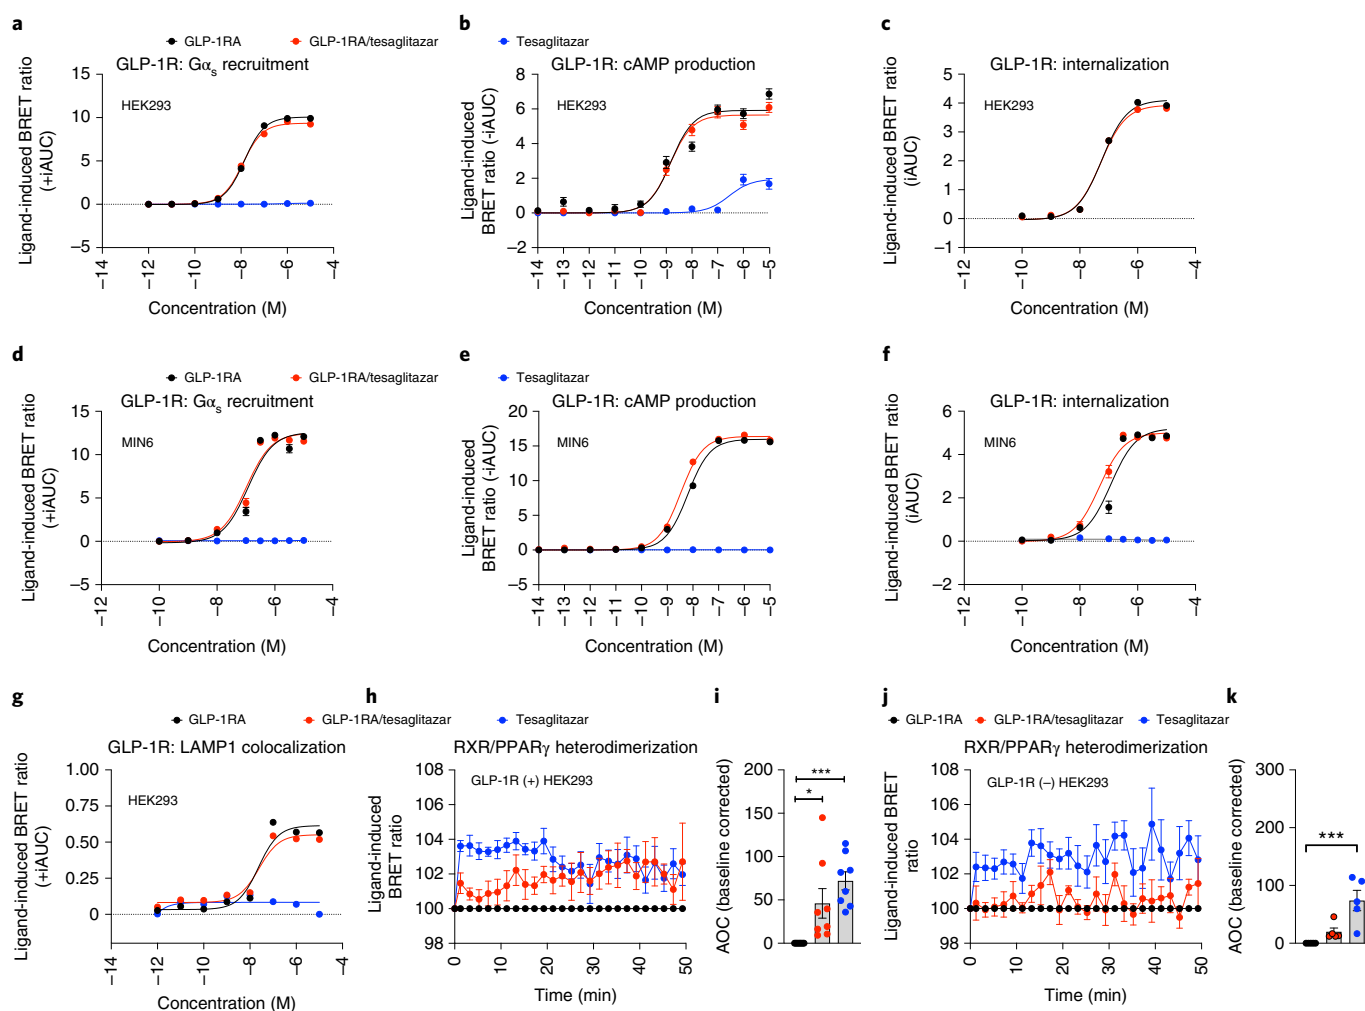 a
b
c
GLP-1RA
GLP-1RA/tesaglitazar
Tesaglitazar
GLP-1R: Gαs recruitment
HEK293
Ligand-induced BRET ratio
(+iAUC)
15
10
5
0
–5
–14
–12
–10
–8
–6
–4
Concentration (M)
GLP-1R: cAMP production
HEK293
Ligand-induced
BRET ratio (-iAUC)
8
6
4
2
0
–2
–14
–13
–12
–11
–10
–9
–8
–7
–6
–5
Concentration (M)
GLP-1R: internalization
HEK293
Ligand-induced BRET ratio
(iAUC)
5
4
3
2
1
0
–1
–12
–10
–8
–6
–4
Concentration (M)
d
e
f
GLP-1RA
GLP-1RA/tesaglitazar
Tesaglitazar
GLP-1R: Gαs recruitment
MIN6
Ligand-induced BRET ratio
(+iAUC)
15
10
5
0
–5
–12
–10
–8
–6
–4
Concentration (M)
GLP-1R: cAMP production
MIN6
Ligand-induced
BRET ratio (-iAUC)
20
15
10
5
0
–5
–14
–13
–12
–11
–10
–9
–8
–7
–6
–5
Concentration (M)
GLP-1R: internalization
MIN6
Ligand-induced BRET ratio
(iAUC)
6
4
2
0
–2
–12
–10
–8
–6
–4
Concentration (M)
g
h
i
j
k
GLP-1RA
GLP-1RA/tesaglitazar
Tesaglitazar
GLP-1RA
GLP-1RA/tesaglitazar
Tesaglitazar
GLP-1R: LAMP1 colocalization
HEK293
Ligand-induced BRET ratio
(+iAUC)
1.00
0.75
0.50
0.25
0
–14
–12
–10
–8
–6
–4
Concentration (M)
RXR/PPARγ heterodimerization
GLP-1R (+) HEK293
Ligand-induced
BRET ratio
108
106
104
102
100
98
0
10
20
30
40
50
Time (min)
AOC (baseline corrected)
200
150
100
50
0
*
***
RXR/PPARγ heterodimerization
GLP-1R (–) HEK293
Ligand-induced BRET
ratio
108
106
104
102
100
98
0
10
20
30
40
50
Time (min)
AOC (baseline corrected)
300
200
100
0
***